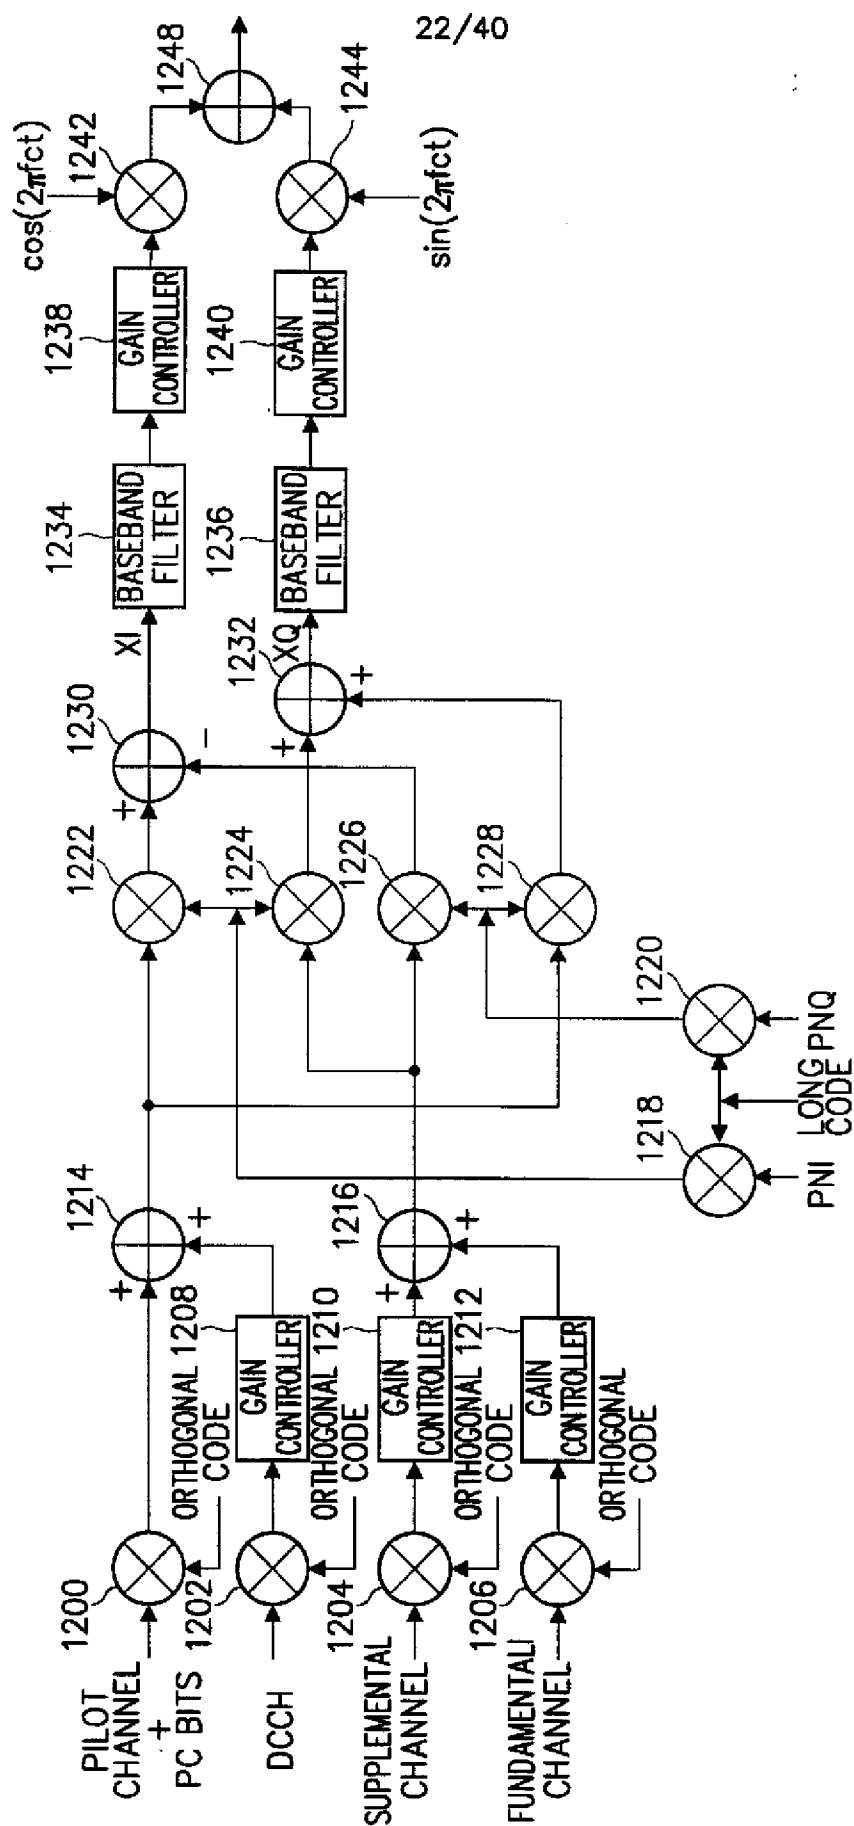 22/40
PILOT
CHANNEL
+
PC BITS
1200
ORTHOGONAL
CODE
DCCH
1202
ORTHOGONAL
CODE
1208
GAIN
CONTROLLER
SUPPLEMENTAL
CHANNEL
1204
ORTHOGONAL
CODE
1210
GAIN
CONTROLLER
FUNDAMENTAL
CHANNEL
1206
ORTHOGONAL
CODE
1212
GAIN
CONTROLLER
+
+
1214
+
+
1216
PNI
1218
LONG
CODE
PNQ
1220
1222
1224
1226
1228
+
-
1230
+
+
1232
XI
XQ
1234
BASEBAND
FILTER
1236
BASEBAND
FILTER
1238
GAIN
CONTROLLER
1240
GAIN
CONTROLLER
cos(2πfct)
1242
sin(2πfct)
1244
1248